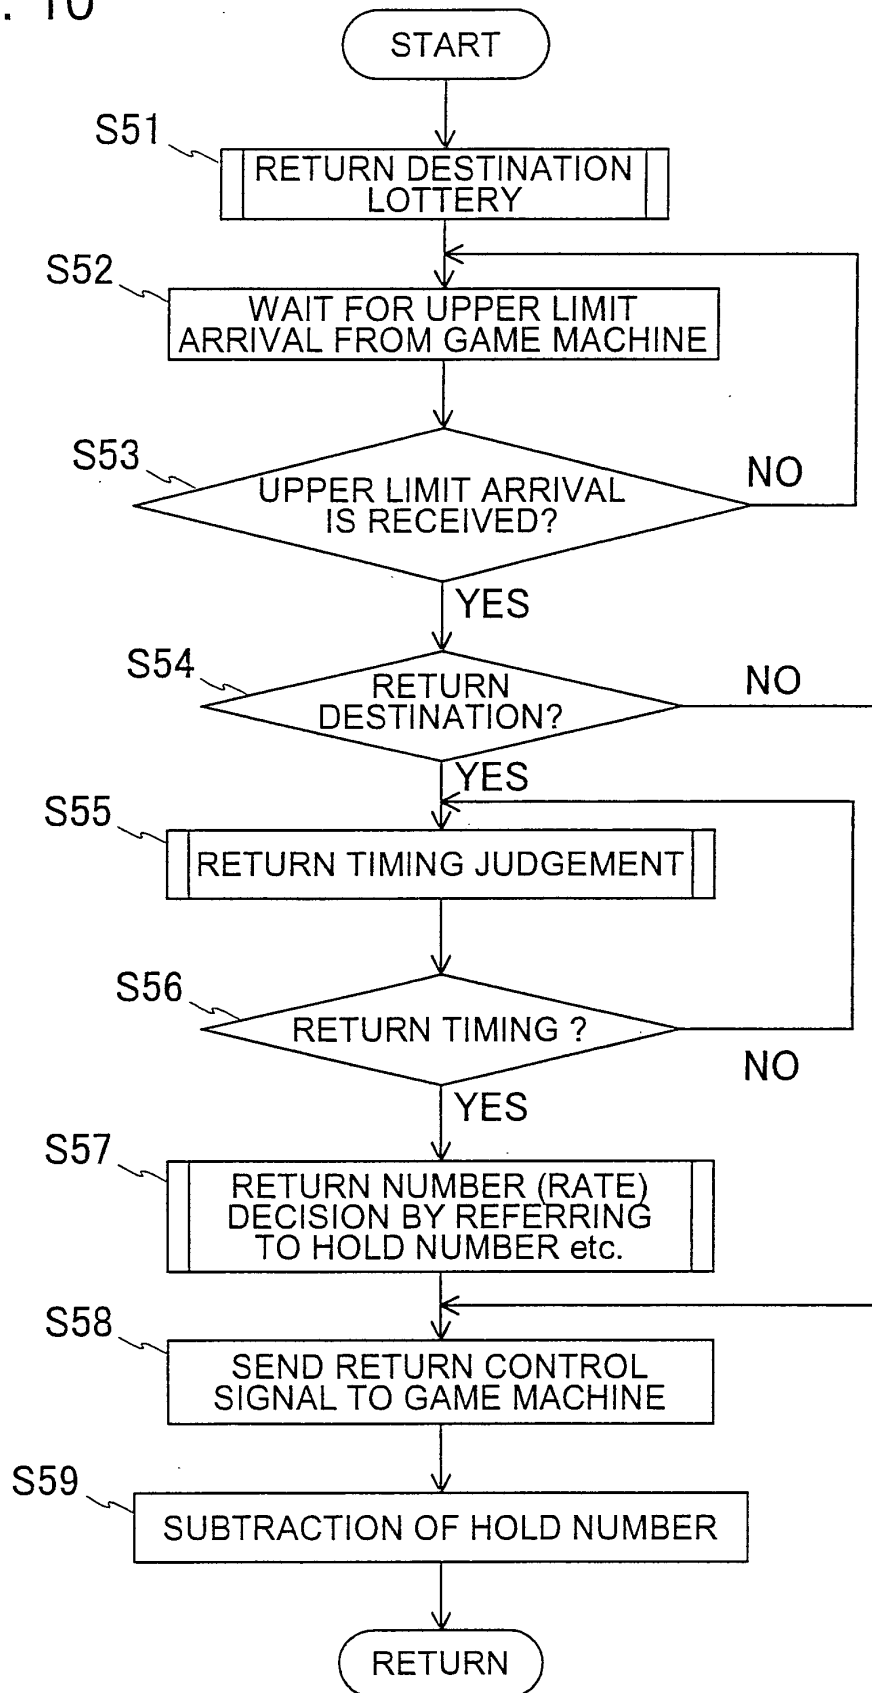 . 10
START
S51
RETURN DESTINATION
LOTTERY
S52
WAIT FOR UPPER LIMIT
ARRIVAL FROM GAME MACHINE
S53
UPPER LIMIT ARRIVAL
IS RECEIVED?
NO
YES
S54
RETURN
DESTINATION?
NO
YES
S55
RETURN TIMING JUDGEMENT
S56
RETURN TIMING ?
NO
YES
S57
RETURN NUMBER (RATE)
DECISION BY REFERRING
TO HOLD NUMBER etc.
S58
SEND RETURN CONTROL
SIGNAL TO GAME MACHINE
S59
SUBTRACTION OF HOLD NUMBER
RETURN